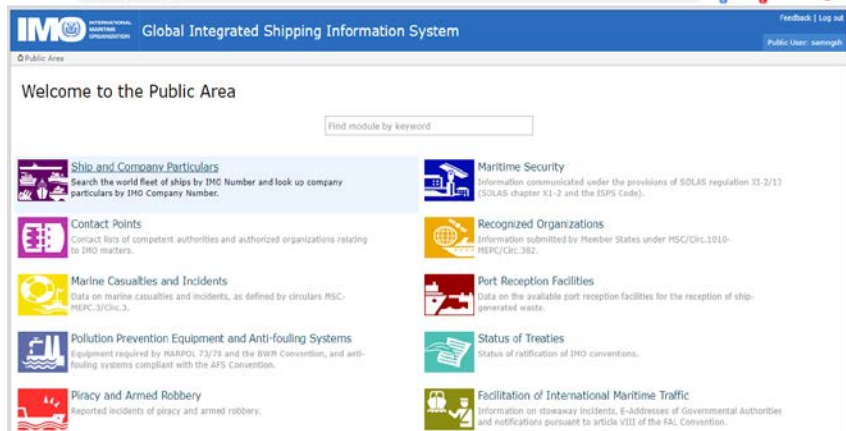 Feedback | Log out
IMO
INTERNATIONAL
MARITIME
ORGANIZATION
Global Integrated Shipping Information System
Public User: samngsh
Public Area
Welcome to the Public Area
Find module by keyword
Ship and Company Particulars
Search the world fleet of ships by IMO Number and look up company
particulars by IMO Company Number.
Contact Points
Contact lists of competent authorities and authorized organizations relating
to IMO matters.
Marine Casualties and Incidents
Data on marine casualties and incidents, as defined by circulars MSC-
MEPC.3/Circ.3.
Pollution Prevention Equipment and Anti-fouling Systems
Equipment required by MARPOL 73/78 and the BWM Convention, and anti-
fouling systems compliant with the AFS Convention.
Piracy and Armed Robbery
Reported incidents of piracy and armed robbery.
Maritime Security
Information communicated under the provisions of SOLAS regulation XI-2/13
(SOLAS chapter XI-2 and the ISPS Code).
Recognized Organizations
Information submitted by Member States under MSC/Circ.1010-
MEPC/Circ.382.
Port Reception Facilities
Data on the available port reception facilities for the reception of ship-
generated waste.
Status of Treaties
Status of ratification of IMO conventions.
Facilitation of International Maritime Traffic
Information on stowaway incidents, E-Addresses of Governmental Authorities
and notifications pursuant to article VIII of the FAL Convention.